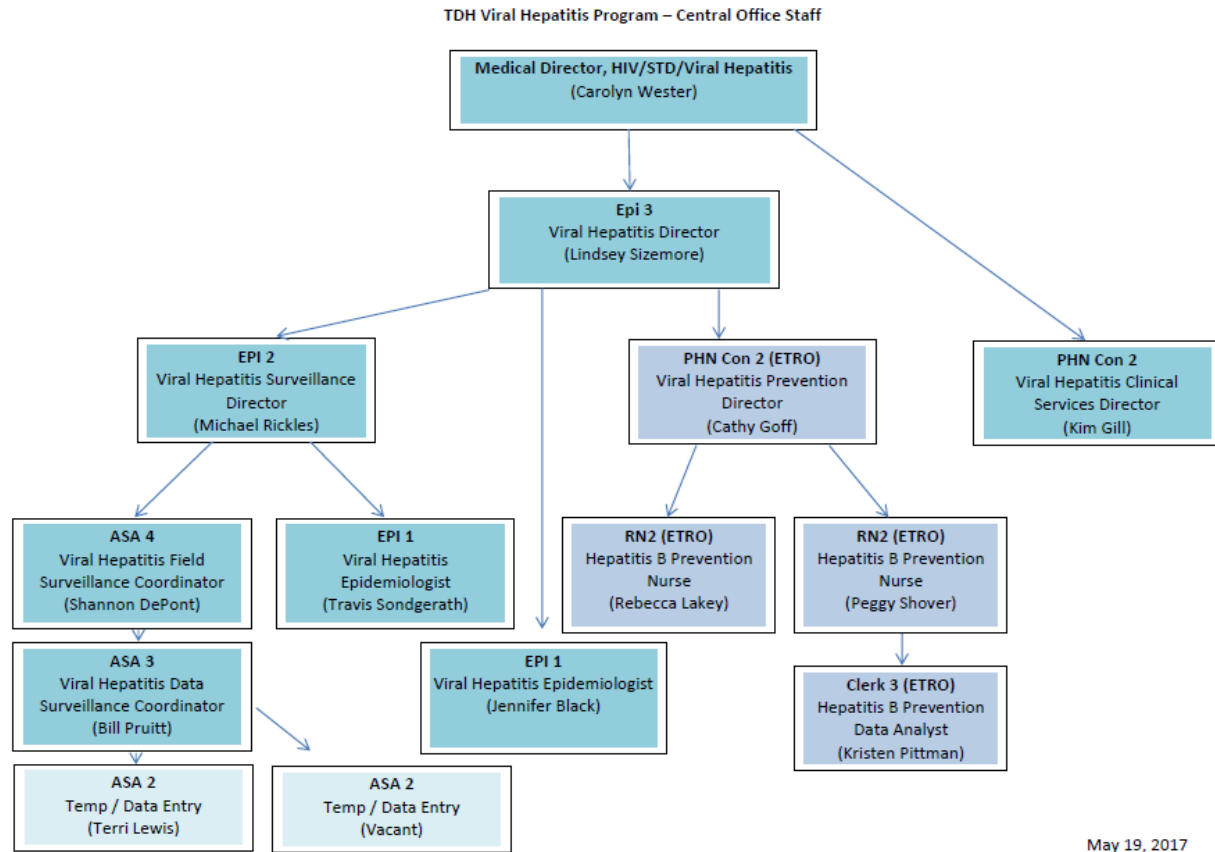 TDH Viral Hepatitis Program – Central Office Staff
Medical Director, HIV/STD/Viral Hepatitis
(Carolyn Wester)
Epi 3
Viral Hepatitis Director
(Lindsey Sizemore)
EPI 2
Viral Hepatitis Surveillance
Director
(Michael Rickles)
PHN Con 2 (ETRO)
Viral Hepatitis Prevention
Director
(Cathy Goff)
PHN Con 2
Viral Hepatitis Clinical
Services Director
(Kim Gill)
ASA 4
Viral Hepatitis Field
Surveillance Coordinator
(Shannon DePont)
EPI 1
Viral Hepatitis
Epidemiologist
(Travis Sondgerath)
RN2 (ETRO)
Hepatitis B Prevention
Nurse
(Rebecca Lakey)
RN2 (ETRO)
Hepatitis B Prevention
Nurse
(Peggy Shover)
ASA 3
Viral Hepatitis Data
Surveillance Coordinator
(Bill Pruitt)
EPI 1
Viral Hepatitis Epidemiologist
(Jennifer Black)
Clerk 3 (ETRO)
Hepatitis B Prevention
Data Analyst
(Kristen Pittman)
ASA 2
Temp / Data Entry
(Terri Lewis)
ASA 2
Temp / Data Entry
(Vacant)
May 19, 2017